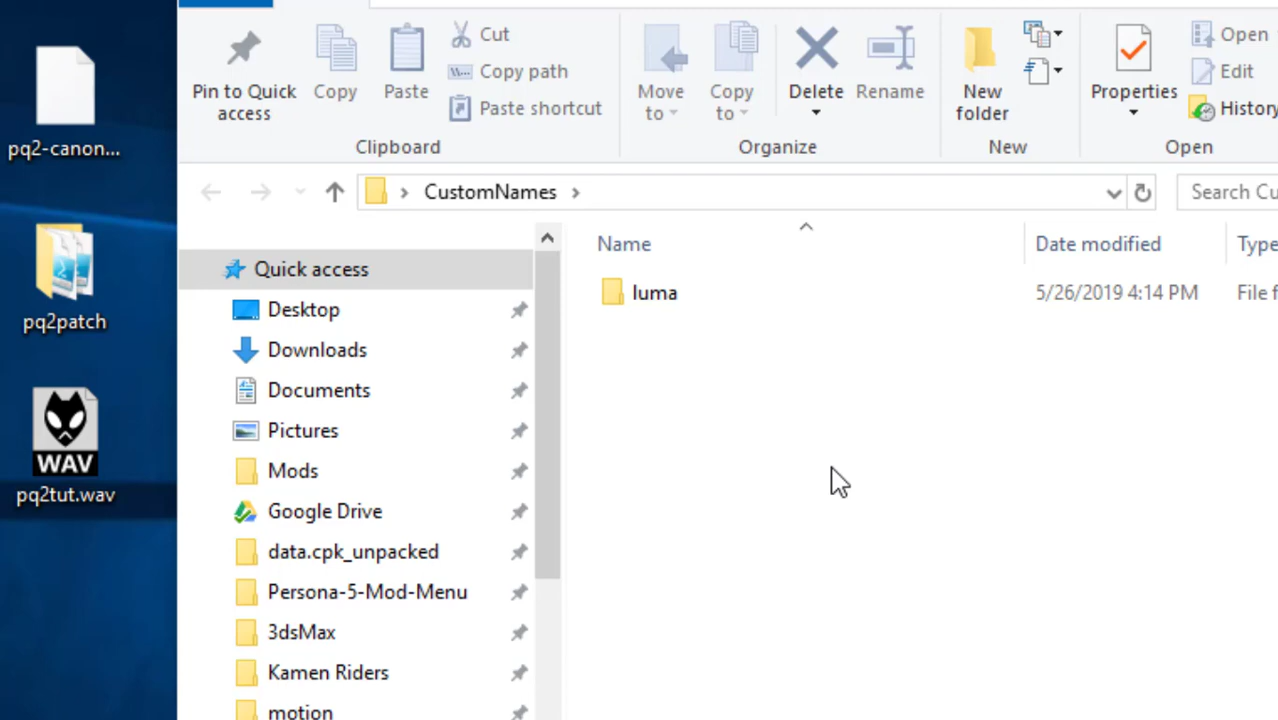 pq2-canon...
pq2patch
WAV
pq2tut.wav
Pin to Quick
access
Copy
Paste
Cut
Copy path
Paste shortcut
Clipboard
Move
to
Copy
to
Delete
Rename
Organize
New
folder
New
Properties
Open
Edit
History
Open
CustomNames
Search Cu
Quick access
Desktop
Downloads
Documents
Pictures
Mods
Google Drive
data.cpk_unpacked
Persona-5-Mod-Menu
3dsMax
Kamen Riders
motion
Name
Date modified
Type
luma
5/26/2019 4:14 PM
File f